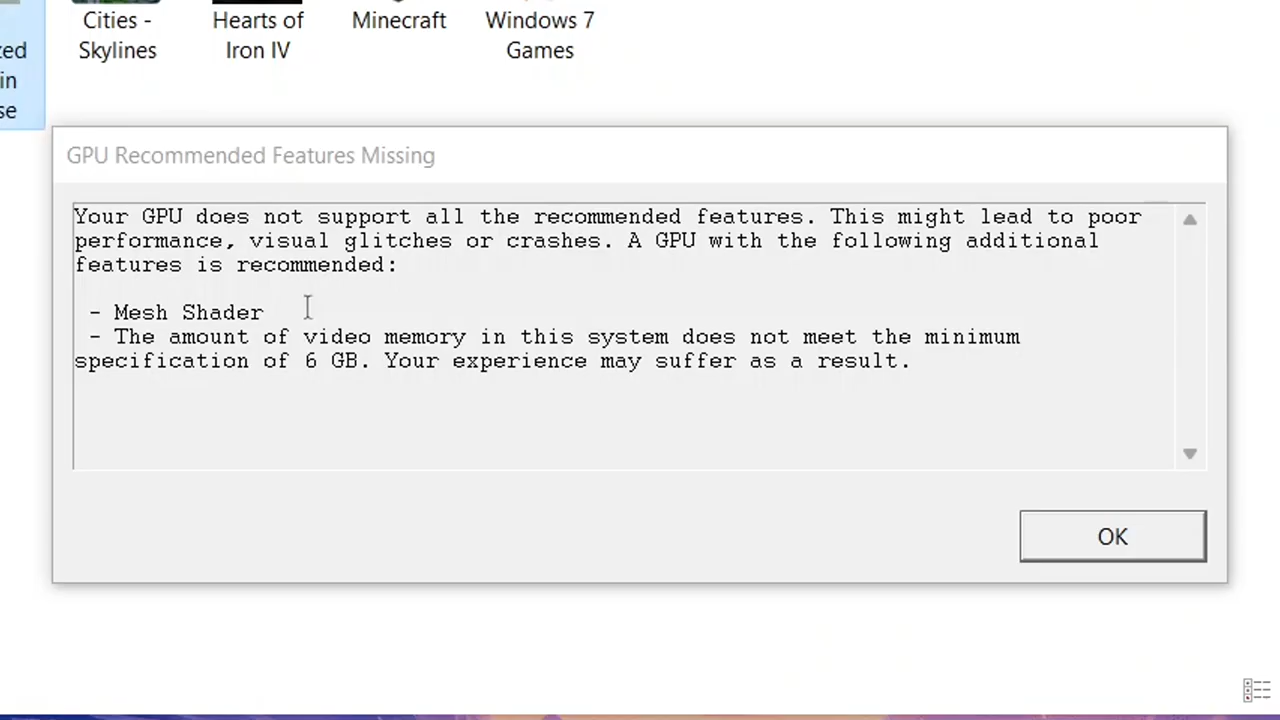 Cities -
Skylines
Hearts of
Iron IV
Minecraft
Windows 7
Games
in
GPU Recommended Features Missing
Your GPU does not support all the recommended features. This might lead to poor
performance, visual glitches or crashes. A GPU with the following additional
features is recommended:
- Mesh Shader
- The amount of video memory in this system does not meet the minimum
specification of 6 GB. Your experience may suffer as a result.
OK